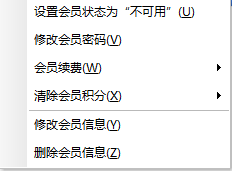 设置会员状态为“不可用”(U)
修改会员密码(V)
会员续费(W)
清除会员积分(X)
修改会员信息(Y)
删除会员信息(Z)